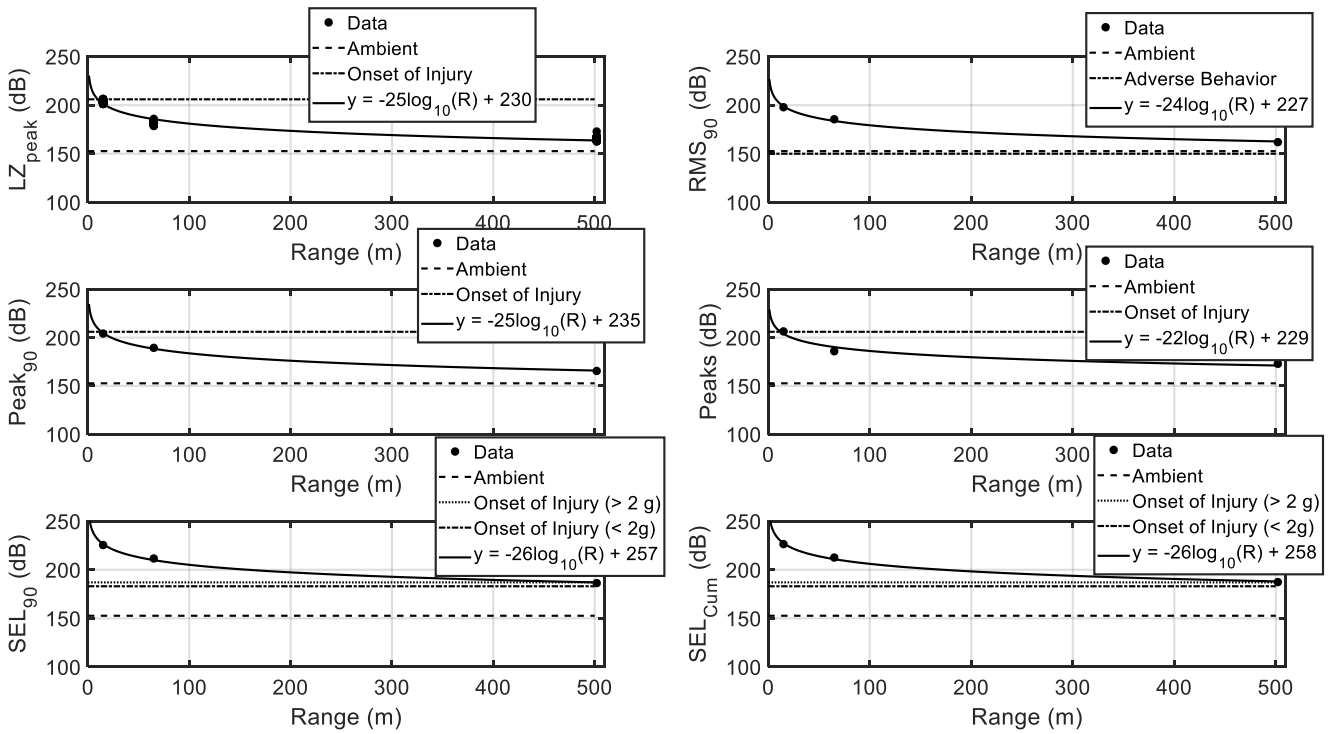 Data
Ambient
Onset of Injury
y = -25log10(R) + 230
250
200
150
100
LZpeak (dB)
0 100 200 300 400 500
Range (m)
Data
Ambient
Adverse Behavior
y = -24log10(R) + 227
250
200
150
100
RMS90 (dB)
0 100 200 300 400 500
Range (m)
Data
Ambient
Onset of Injury
y = -25log10(R) + 235
250
200
150
100
Peak90 (dB)
0 100 200 300 400 500
Range (m)
Data
Ambient
Onset of Injury
y = -22log10(R) + 229
250
200
150
100
Peaks (dB)
0 100 200 300 400 500
Range (m)
Data
Ambient
Onset of Injury (> 2 g)
Onset of Injury (< 2g)
y = -26log10(R) + 257
250
200
150
100
SEL90 (dB)
0 100 200 300 400 500
Range (m)
Data
Ambient
Onset of Injury (> 2 g)
Onset of Injury (< 2g)
y = -26log10(R) + 258
250
200
150
100
SELCum (dB)
0 100 200 300 400 500
Range (m)